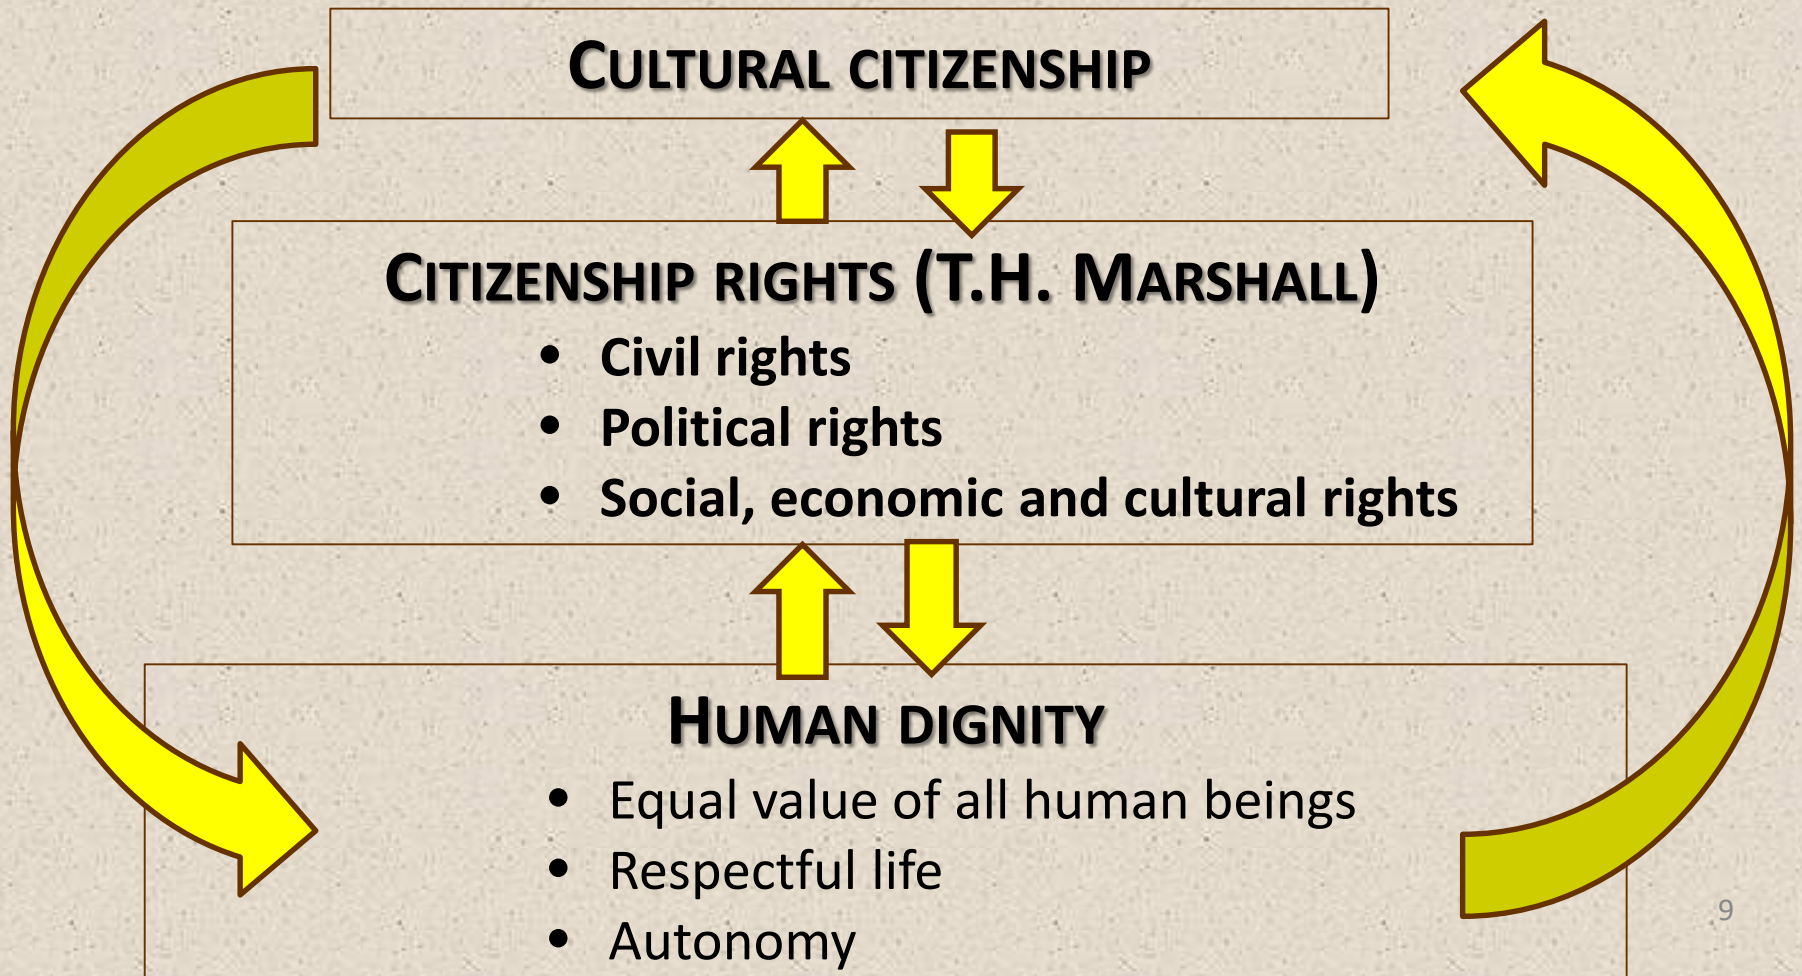 CULTURAL CITIZENSHIP
CITIZENSHIP RIGHTS (T.H. MARSHALL)
• Civil rights
• Political rights
• Social, economic and cultural rights
HUMAN DIGNITY
• Equal value of all human beings
• Respectful life
• Autonomy
9